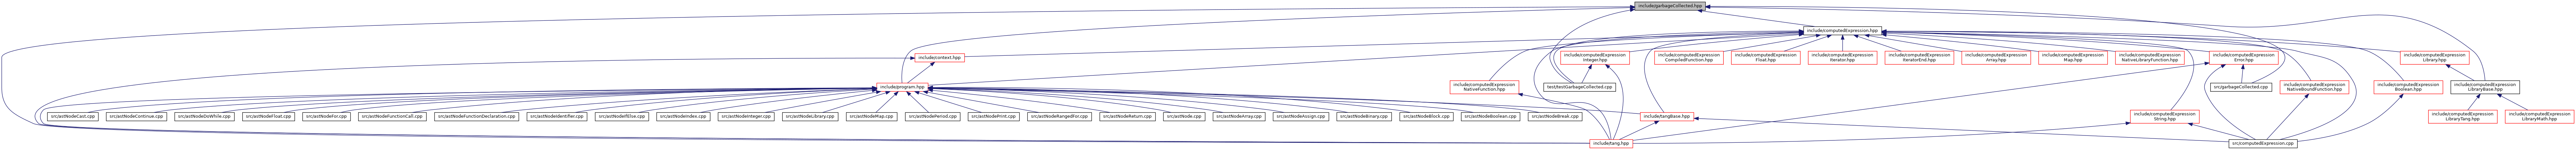 include/garbageCollected.hpp
include/computedExpression.hpp
include/context.hpp
include/computedExpression
Integer.hpp
include/computedExpression
CompiledFunction.hpp
include/computedExpression
Float.hpp
include/computedExpression
Iterator.hpp
include/computedExpression
IteratorEnd.hpp
include/computedExpression
Array.hpp
include/computedExpression
Map.hpp
include/computedExpression
NativeLibraryFunction.hpp
include/computedExpression
Error.hpp
include/computedExpression
Library.hpp
include/program.hpp
include/computedExpression
NativeFunction.hpp
test/testGarbageCollected.cpp
src/garbageCollected.cpp
include/computedExpression
NativeBoundFunction.hpp
include/computedExpression
Boolean.hpp
include/computedExpression
LibraryBase.hpp
src/astNodeCast.cpp
src/astNodeContinue.cpp
src/astNodeDoWhile.cpp
src/astNodeFloat.cpp
src/astNodeFor.cpp
src/astNodeFunctionCall.cpp
src/astNodeFunctionDeclaration.cpp
src/astNodeIdentifier.cpp
src/astNodeIfElse.cpp
src/astNodeIndex.cpp
src/astNodeInteger.cpp
src/astNodeLibrary.cpp
src/astNodeMap.cpp
src/astNodePeriod.cpp
src/astNodePrint.cpp
src/astNodeRangedFor.cpp
src/astNodeReturn.cpp
src/astNode.cpp
src/astNodeArray.cpp
src/astNodeAssign.cpp
src/astNodeBinary.cpp
src/astNodeBlock.cpp
src/astNodeBoolean.cpp
src/astNodeBreak.cpp
include/tangBase.hpp
include/computedExpression
String.hpp
include/computedExpression
LibraryTang.hpp
include/computedExpression
LibraryMath.hpp
include/tang.hpp
src/computedExpression.cpp